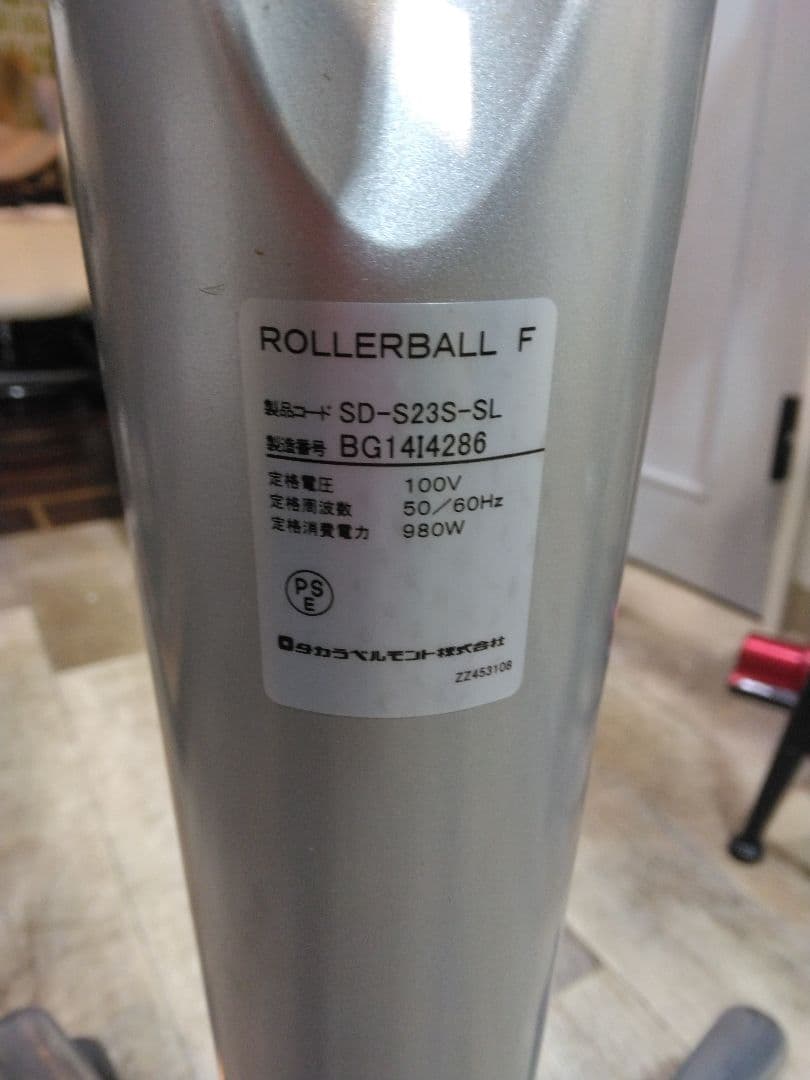 ROLLERBALL F
製品コード SD-S23S-SL
製造番号 BG14I4286
定格電圧 100V
定格周波数 50/60Hz
定格消費電力 980W
PS
E
タカラベルモント株式会社
ZZ453108